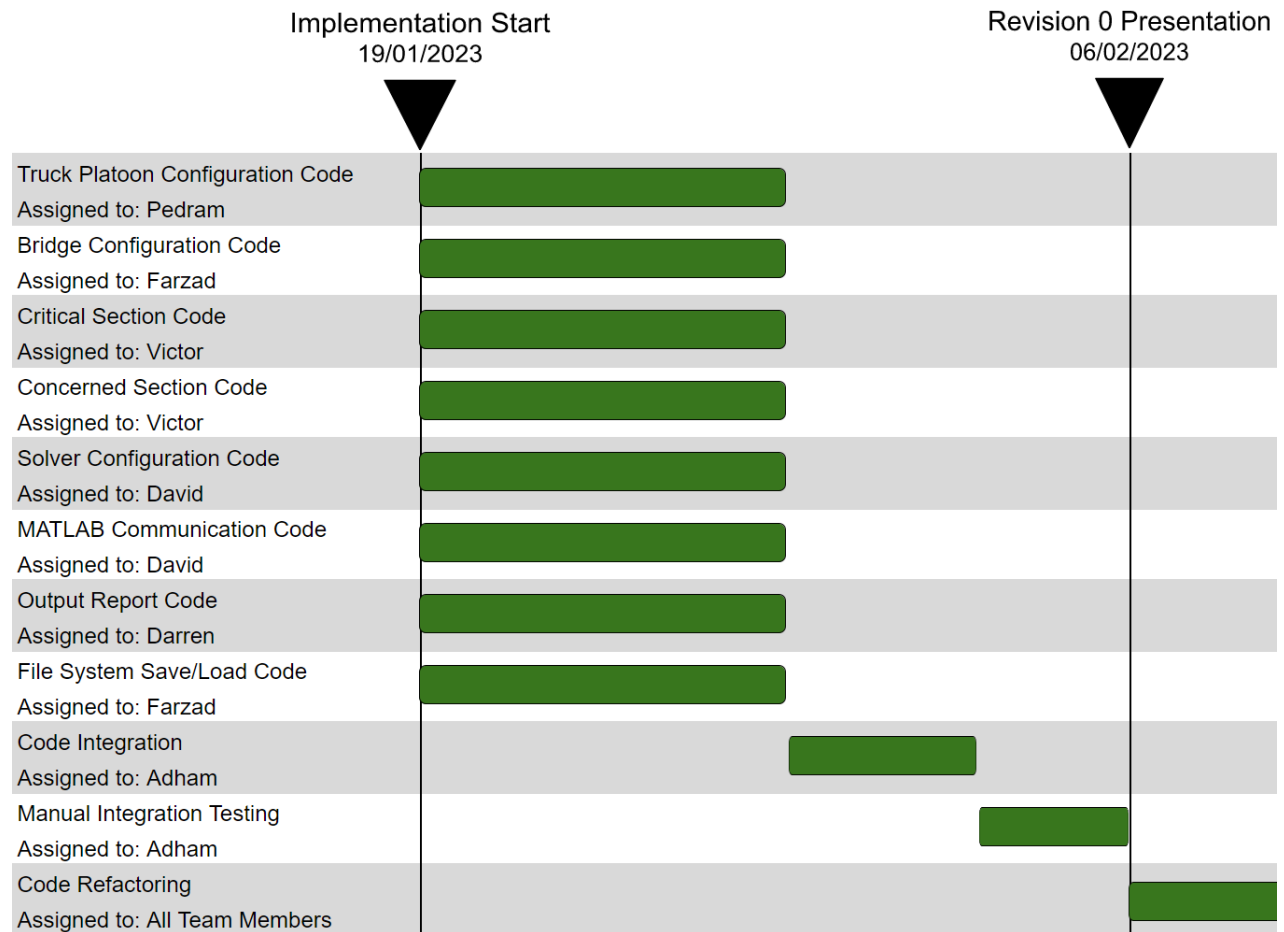 Implementation Start
19/01/2023
Revision 0 Presentation
06/02/2023
Truck Platoon Configuration Code
Assigned to: Pedram
Bridge Configuration Code
Assigned to: Farzad
Critical Section Code
Assigned to: Victor
Concerned Section Code
Assigned to: Victor
Solver Configuration Code
Assigned to: David
MATLAB Communication Code
Assigned to: David
Output Report Code
Assigned to: Darren
File System Save/Load Code
Assigned to: Farzad
Code Integration
Assigned to: Adham
Manual Integration Testing
Assigned to: Adham
Code Refactoring
Assigned to: All Team Members